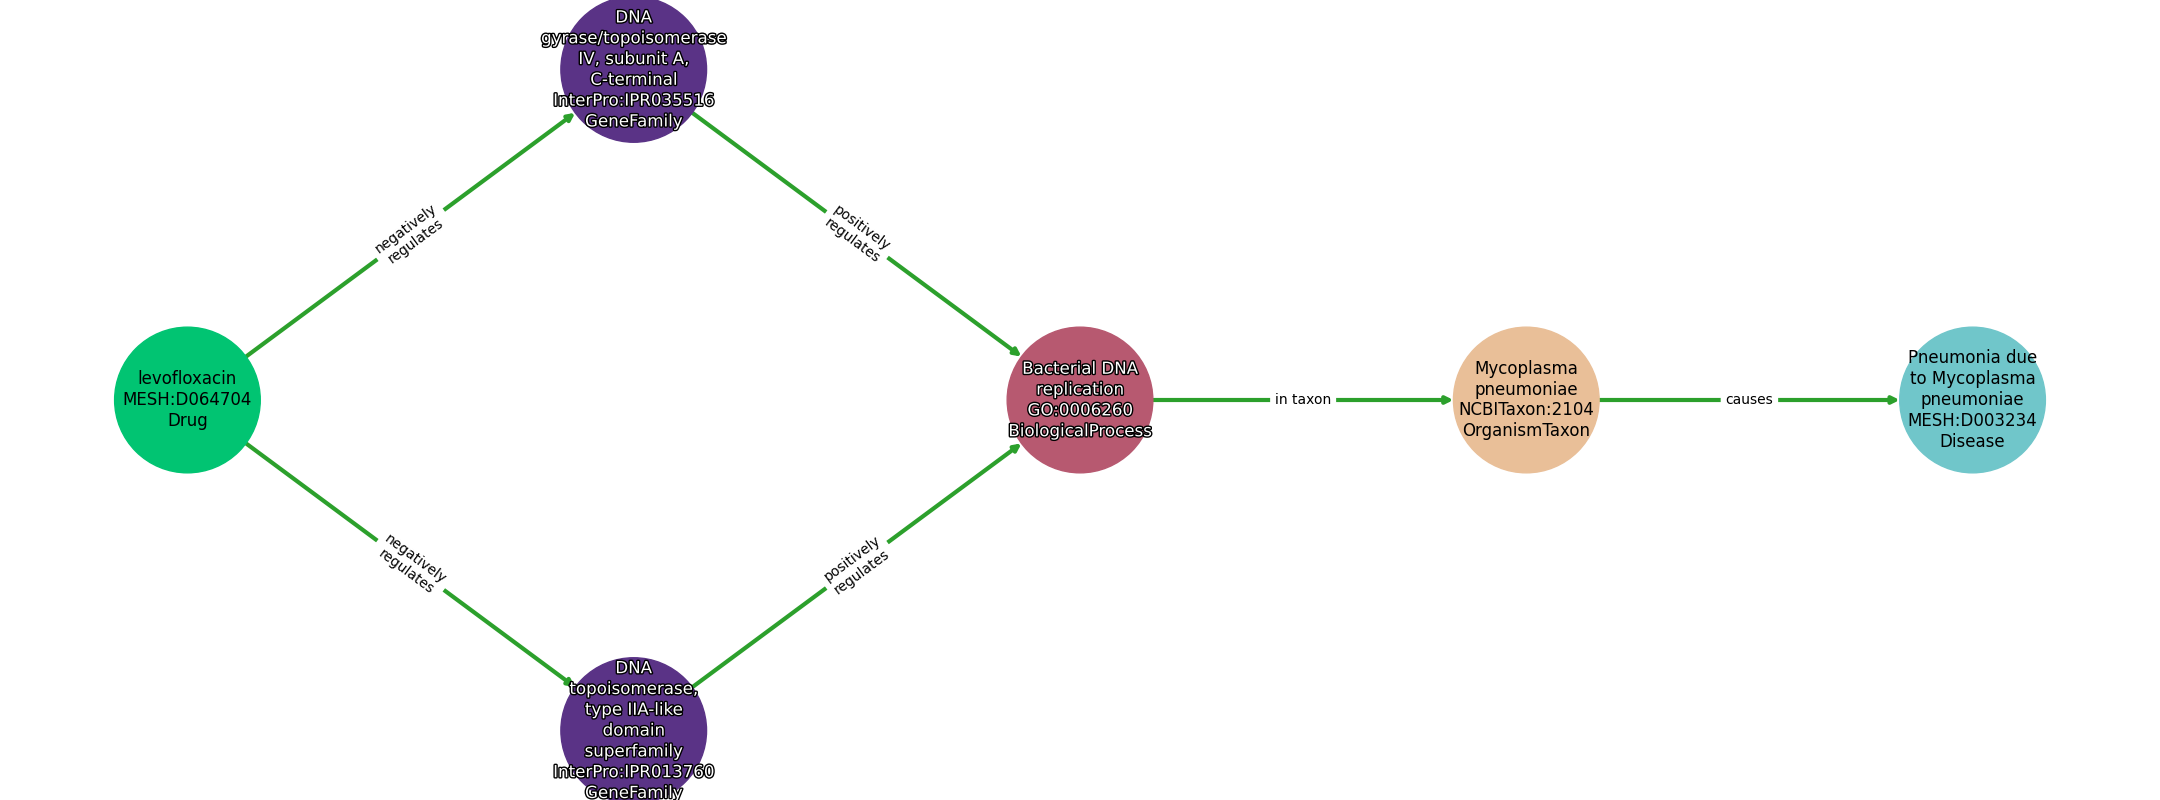 DNA
gyrase/topoisomerase
IV, subunit A,
C-terminal
InterPro:IPR035516
GeneFamily
negatively
regulates
positively
regulates
levofloxacin
MESH:D064704
Drug
Bacterial DNA
replication
GO:0006260
BiologicalProcess
in taxon
Mycoplasma
pneumoniae
NCBITaxon:2104
OrganismTaxon
causes
Pneumonia due
to Mycoplasma
pneumoniae
MESH:D003234
Disease
negatively
regulates
positively
regulates
DNA
topoisomerase,
type IIA-like
domain
superfamily
InterPro:IPR013760
GeneFamily